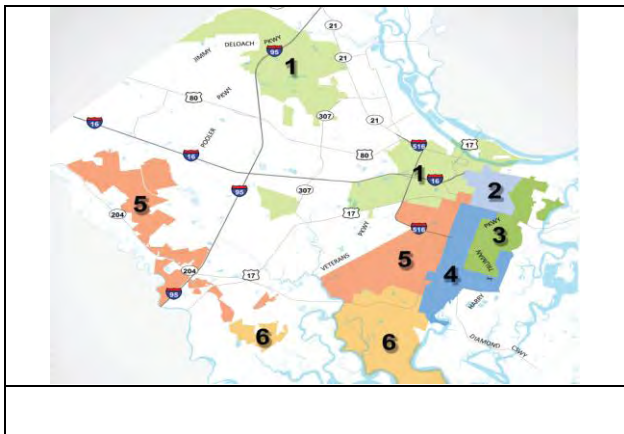 21
JIMMY DELOACH PKWY
95
1
21
80
PKWY
307
21
16
POOLER
516
17
80
1
16
16
2
95
5
307
17
PKWY
204
516
PKWY
3
VETERANS
5
4
TRUMAN
S
204
17
95
HARRY
6
6
DIAMOND CSWY